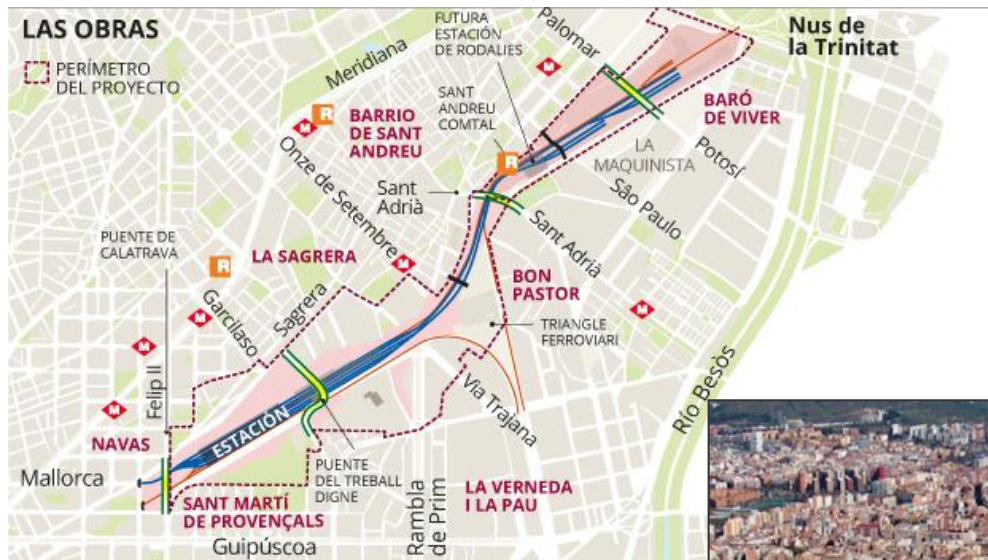 LAS OBRAS
PERÍMETRO
DEL PROYECTO
Meridiana
FUTURA
ESTACIÓN
DE RODALIES
Palomar
Nus de
la Trinitat
M
R
M
BARRIO
DE SANT
ANDREU
SANT
ANDREU
COMTAL
R
BARÓ
DE VIVER
LA
MAQUINISTA
Potosí
São Paulo
Onze de Setembre
Sant
Adrià
Sant Adrià
PUENTE DE
CALATRAVA
R
LA SAGRERA
M
BON
PASTOR
M
Garcilaso
Sagrera
M
TRIANGLE
FERROVIARI
M
Felip II
M
Via Trajana
Río Besòs
NAVAS
ESTACIÓN
Mallorca
PUENTE
DEL TREBALL
DIGNE
Rambla
de Prim
LA VERNEDA
I LA PAU
SANT MARTÍ
DE PROVENÇALS
Guipúscoa